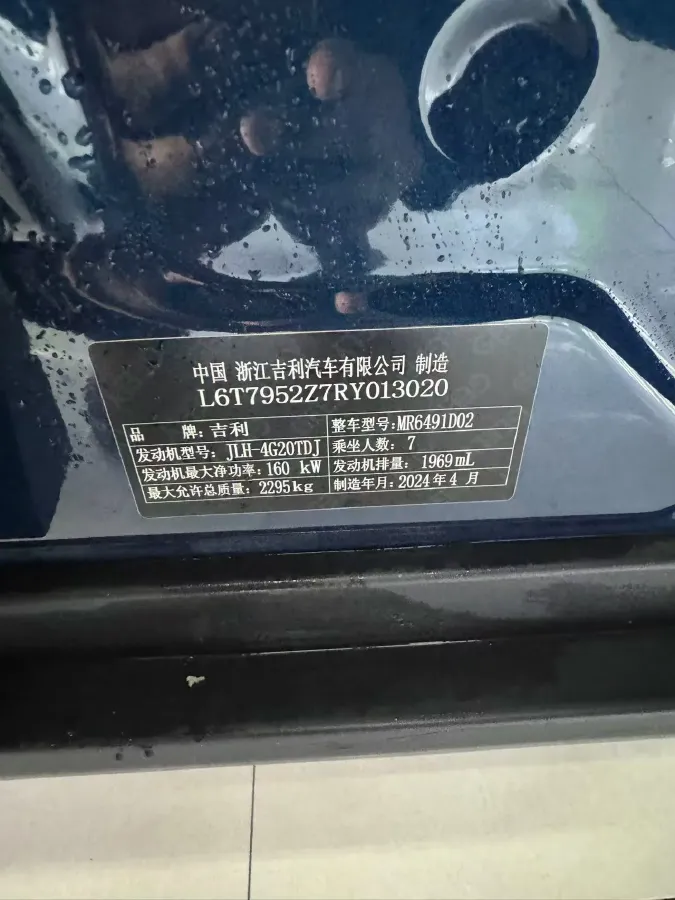 中国 浙江吉利汽车有限公司 制造
L6T7952Z7RY013020
品 牌:吉利 整车型号:MR6491D02
发动机型号:JLH-4G20TDJ 乘坐人数:7
发动机最大净功率:160 kW 发动机排量:1969mL
最大允许总质量:2295kg 制造年月:2024年4 月